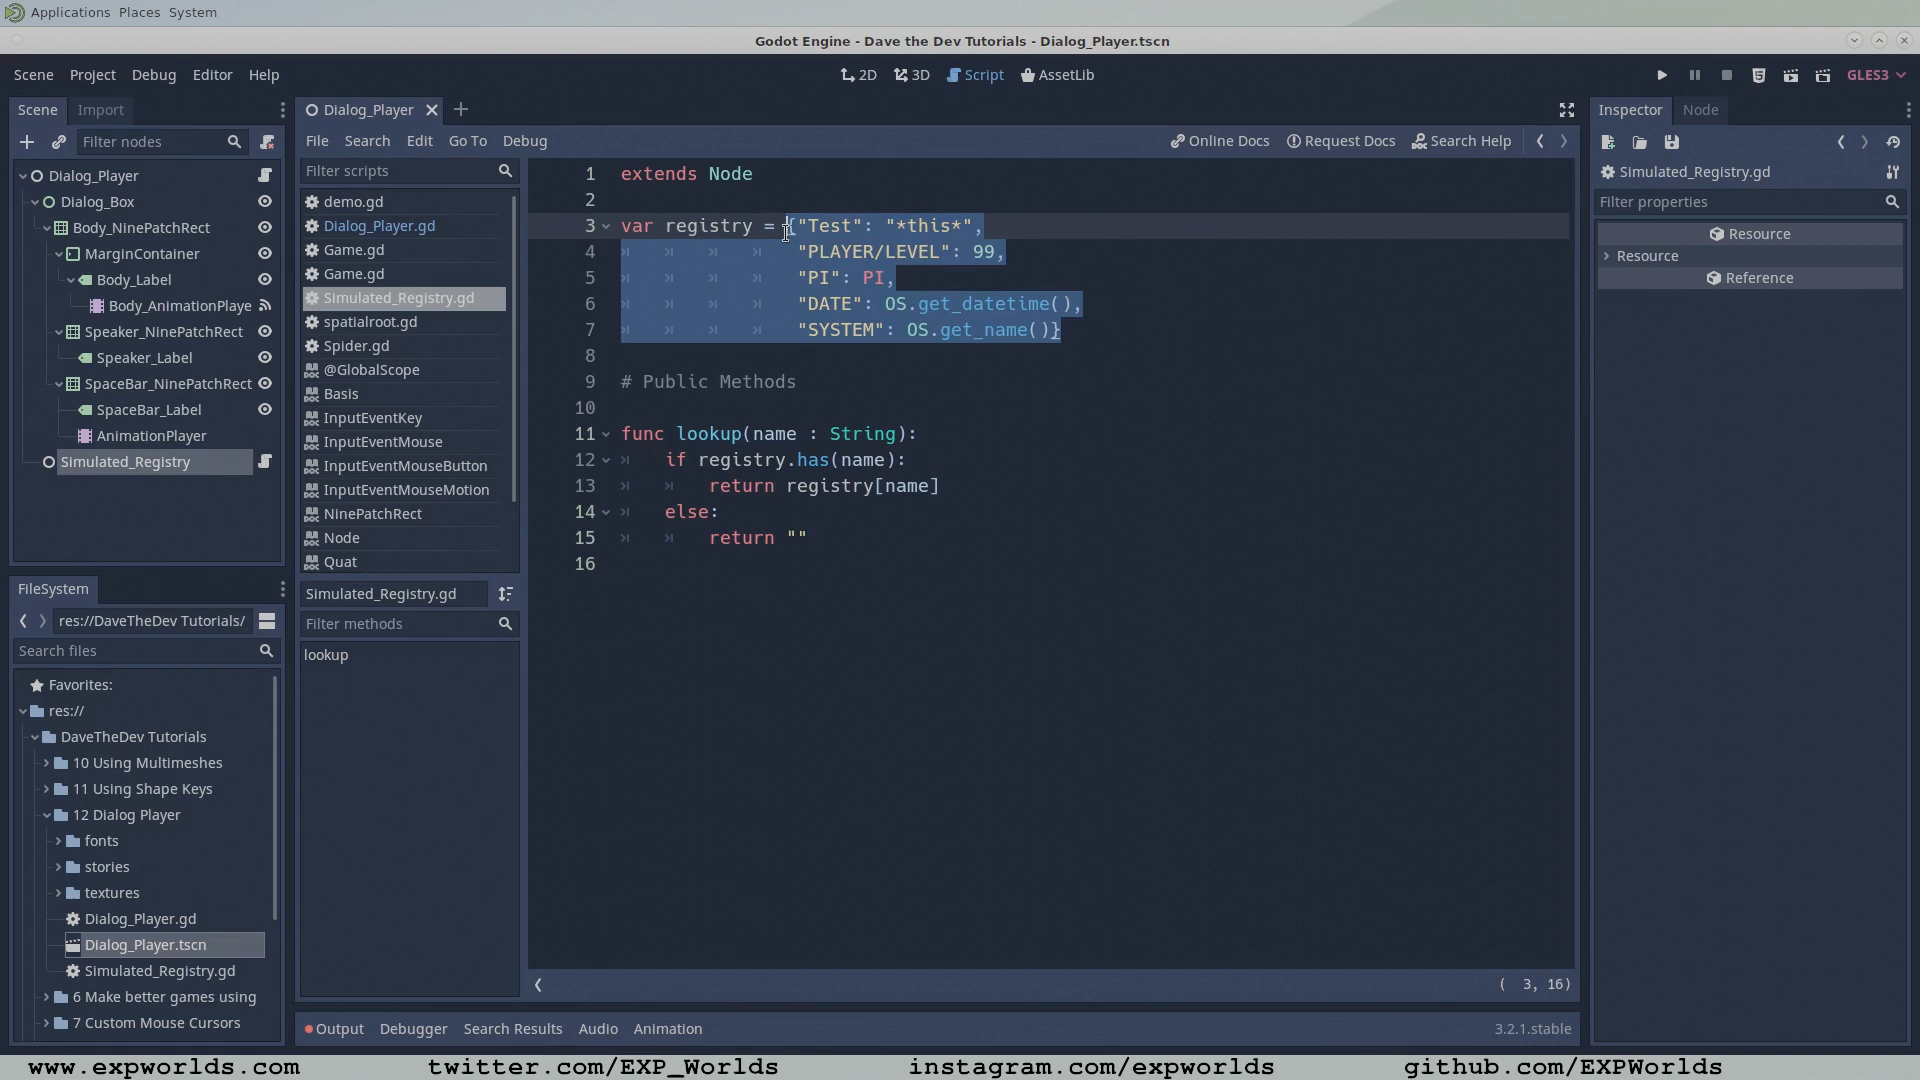 Applications Places System
Godot Engine - Dave the Dev Tutorials - Dialog_Player.tscn
Scene Project Debug Editor Help
2D 3D Script AssetLib
GLES3
Scene Import
Filter nodes
Dialog_Player
Dialog_Box
Body_NinePatchRect
MarginContainer
Body_Label
Body_AnimationPlaye
Speaker_NinePatchRect
Speaker_Label
SpaceBar_NinePatchRect
SpaceBar_Label
AnimationPlayer
Simulated_Registry
FileSystem
res://DaveTheDev Tutorials/
Search files
Favorites:
res://
DaveTheDev Tutorials
10 Using Multimeshes
11 Using Shape Keys
12 Dialog Player
fonts
stories
textures
Dialog_Player.gd
Dialog_Player.tscn
Simulated_Registry.gd
6 Make better games using
7 Custom Mouse Cursors
Dialog_Player
File Search Edit Go To Debug
Online Docs Request Docs Search Help
Filter scripts
demo.gd
Dialog_Player.gd
Game.gd
Game.gd
Simulated_Registry.gd
spatialroot.gd
Spider.gd
@GlobalScope
Basis
InputEventKey
InputEventMouse
InputEventMouseButton
InputEventMouseMotion
NinePatchRect
Node
Quat
Simulated_Registry.gd
Filter methods
lookup
1 extends Node
2
3 var registry = {"Test": "*this*",
4 "PLAYER/LEVEL": 99,
5 "PI": PI,
6 "DATE": OS.get_datetime(),
7 "SYSTEM": OS.get_name()}
8
9 # Public Methods
10
11 func lookup(name : String):
12 if registry.has(name):
13 return registry[name]
14 else:
15 return ""
16
( 3, 16)
Output Debugger Search Results Audio Animation
3.2.1.stable
Inspector Node
Simulated_Registry.gd
Filter properties
Resource
Resource
Reference
www.expworlds.com twitter.com/EXP_Worlds instagram.com/expworlds github.com/EXPWorlds